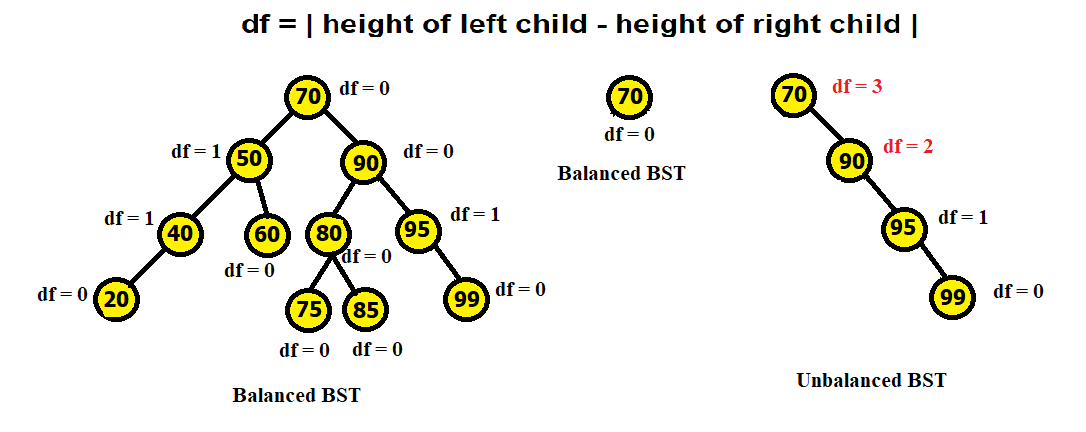 df = | height of left child - height of right child |
70 df = 0
df = 1 50
90 df = 0
df = 1 40
60
df = 0
80
df = 0
95 df = 1
df = 0 20
75
df = 0
85
df = 0
99 df = 0
Balanced BST
70
df = 0
Balanced BST
70 df = 3
90 df = 2
95 df = 1
99 df = 0
Unbalanced BST